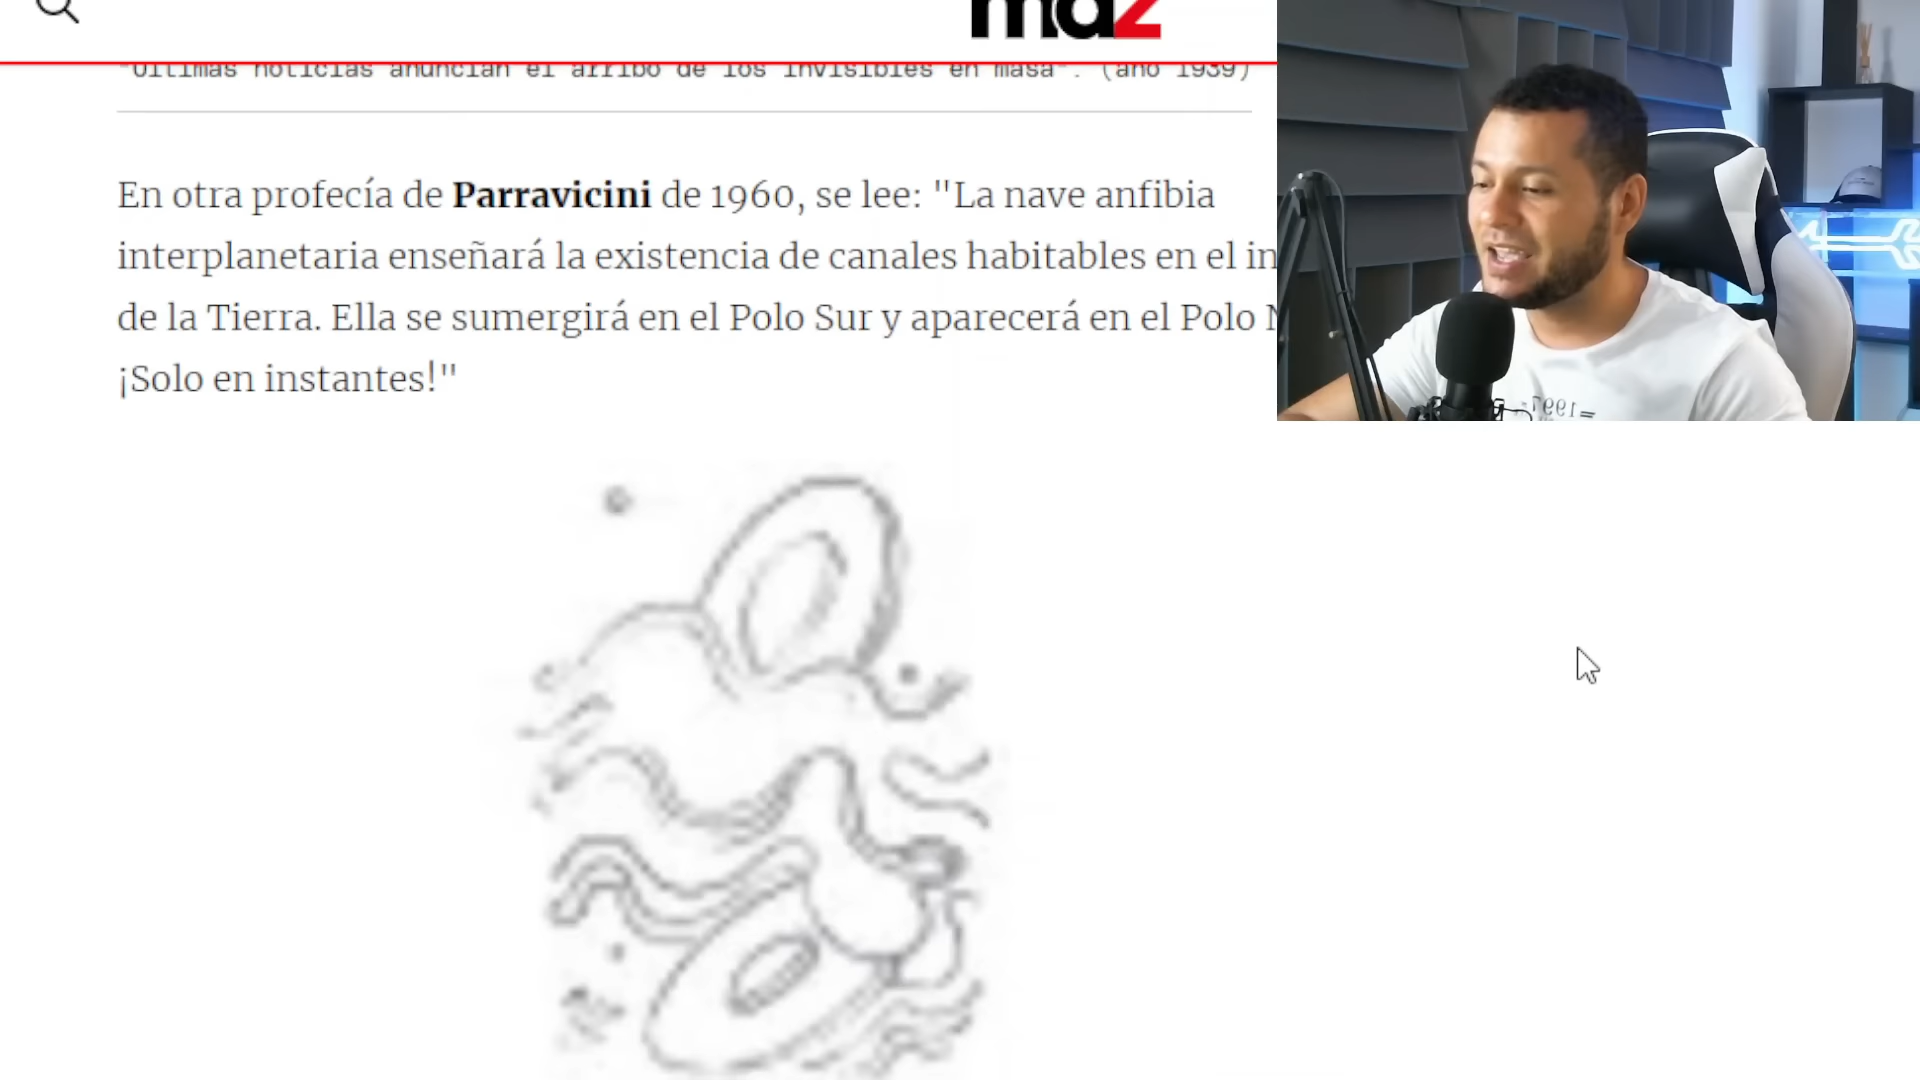 mdz
"Últimas noticias anuncian el arribo de los invisibles en masa". (año 1939)
En otra profecía de Parravicini de 1960, se lee: "La nave anfibia
interplanetaria enseñará la existencia de canales habitables en el in
de la Tierra. Ella se sumergirá en el Polo Sur y aparecerá en el Polo N
¡Solo en instantes!"